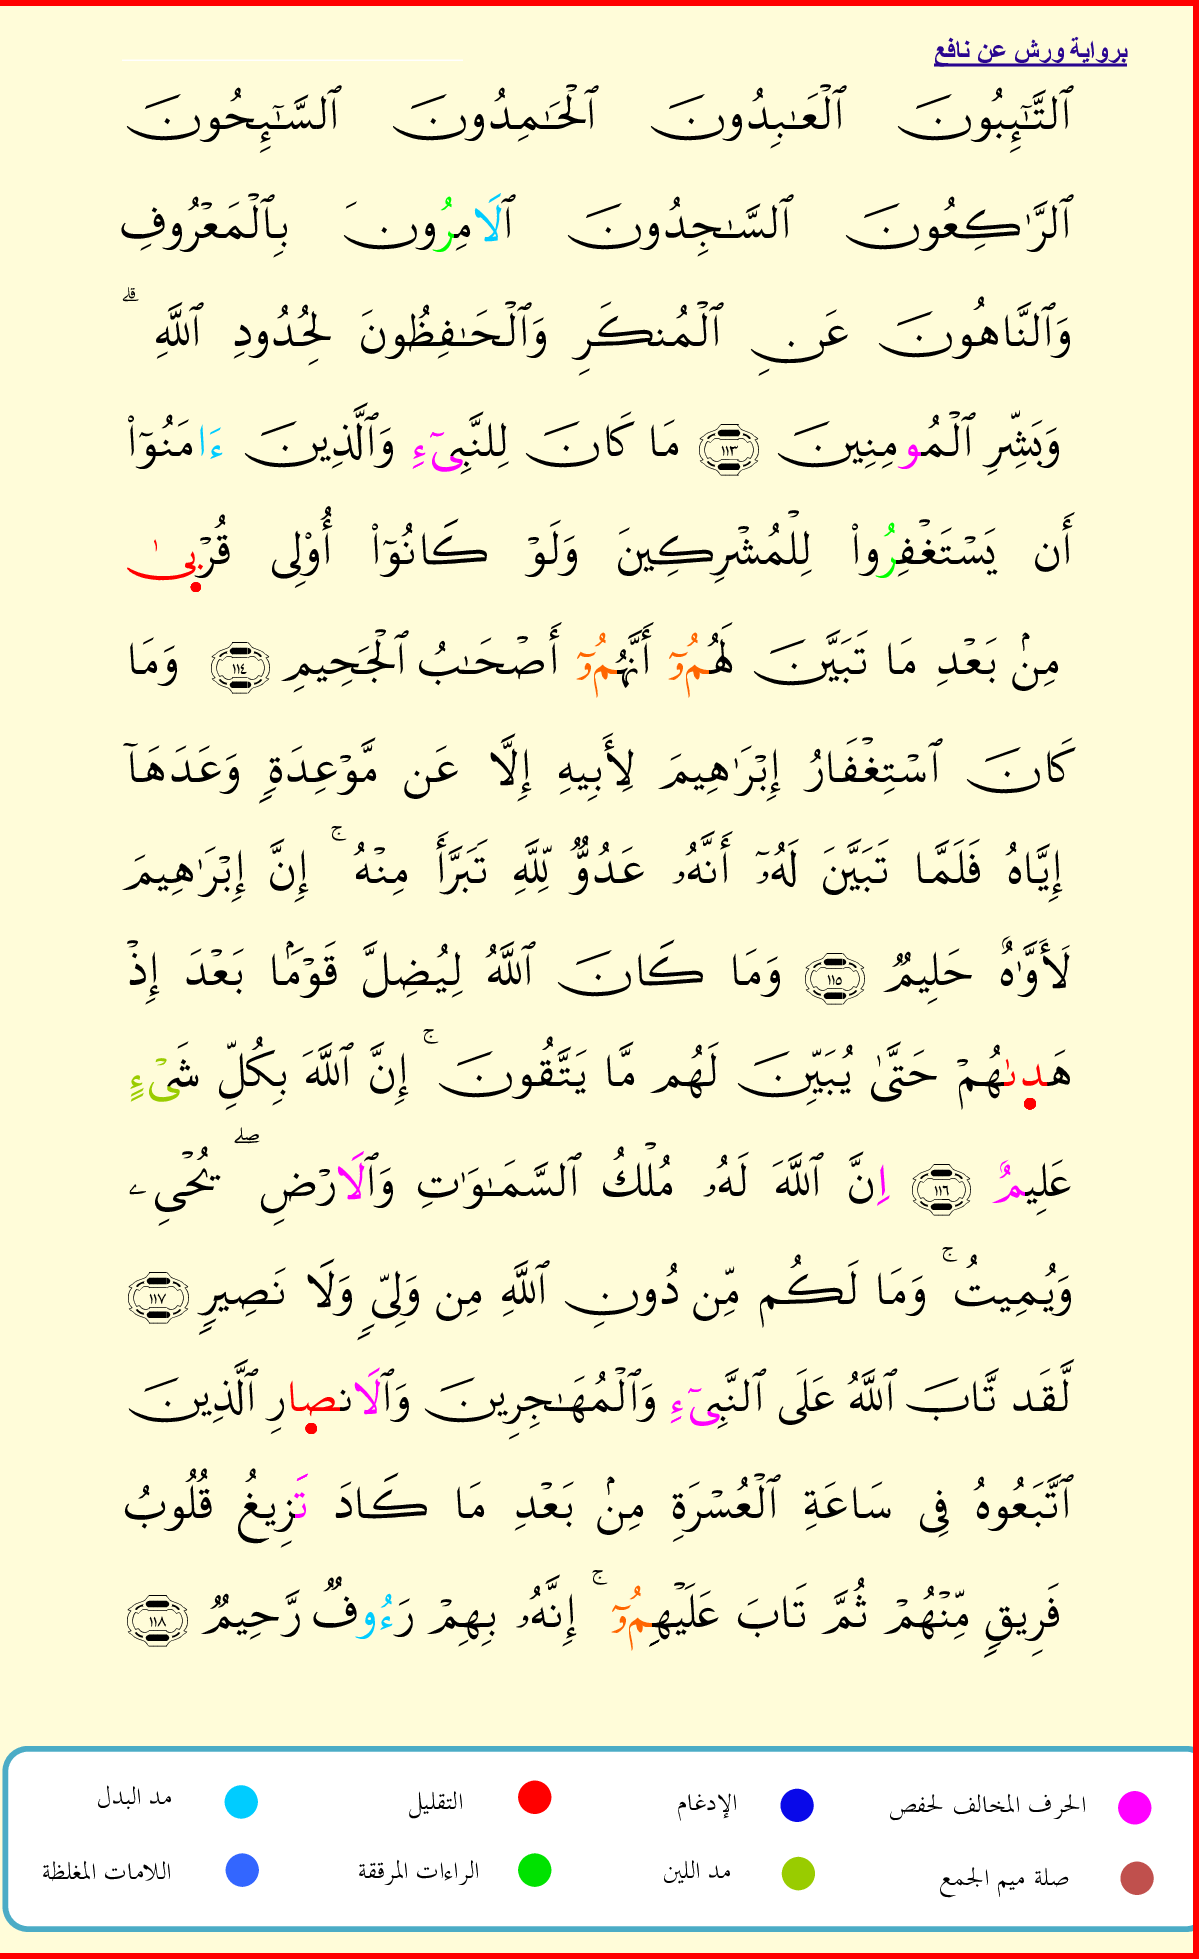 برواية ورش عن نافع
ٱلتَّٰٓئِبُونَ ٱلْعَٰبِدُونَ ٱلْحَٰمِدُونَ ٱلسَّٰٓئِحُونَ
ٱلرَّٰكِعُونَ ٱلسَّٰجِدُونَ ٱلَامِرُونَ بِالْمَعْرُوفِ
وَٱلنَّاهُونَ عَنِ ٱلْمُنكَرِ وَٱلْحَٰفِظُونَ لِحُدُودِ ٱللَّهِ ۗ
وَبَشِّرِ ٱلْمُومِنِينَ ١١٣ مَا كَانَ لِلنَّبِىٓءِ وَٱلَّذِينَ ءَامَنُوٓاْ
أَن يَسْتَغْفِرُواْ لِلْمُشْرِكِينَ وَلَوْ كَانُوٓاْ أُوْلِى قُرْبىٰ
مِنۢ بَعْدِ مَا تَبَيَّنَ لَهُمُۥٓ أَنَّهُمُۥٓ أَصْحَٰبُ ٱلْجَحِيمِ ١١٤ وَمَا
كَانَ ٱسْتِغْفَارُ إِبْرَٰهِيمَ لِأَبِيهِ إِلَّا عَن مَّوْعِدَةٍ وَعَدَهَآ
إِيَّاهُ فَلَمَّا تَبَيَّنَ لَهُۥٓ أَنَّهُۥ عَدُوٌّ لِّلَّهِ تَبَرَّأَ مِنْهُ ۚ إِنَّ إِبْرَٰهِيمَ
لَأَوَّٰهٌ حَلِيمٌ ١١٥ وَمَا كَانَ ٱللَّهُ لِيُضِلَّ قَوْمَۢا بَعْدَ إِذْ
هَدىٰهُمْ حَتَّىٰ يُبَيِّنَ لَهُم مَّا يَتَّقُونَ ۚ إِنَّ ٱللَّهَ بِكُلِّ شَىْءٍ
عَلِيمٌ ١١٦ اِنَّ ٱللَّهَ لَهُۥ مُلْكُ ٱلسَّمَٰوَٰتِ وَٱلَارْضِ ۖ يُحْىِۦ
وَيُمِيتُ ۚ وَمَا لَكُم مِّن دُونِ ٱللَّهِ مِن وَلِىٍّ وَلَا نَصِيرٍ ١١٧
لَّقَد تَّابَ ٱللَّهُ عَلَى ٱلنَّبِىٓءِ وَٱلْمُهَٰجِرِينَ وَٱلَانصارِ ٱلَّذِينَ
ٱتَّبَعُوهُ فِى سَاعَةِ ٱلْعُسْرَةِ مِنۢ بَعْدِ مَا كَادَ تَزِيغُ قُلُوبُ
فَرِيقٍ مِّنْهُمْ ثُمَّ تَابَ عَلَيْهِمُۥٓ ۚ إِنَّهُۥ بِهِمْ رَءُوفٌ رَّحِيمٌ ١١٨
الحرف المخالف لحفص الإدغام التقليل مد البدل
صلة ميم الجمع مد اللين الراءات المرققة اللامات المغلظة